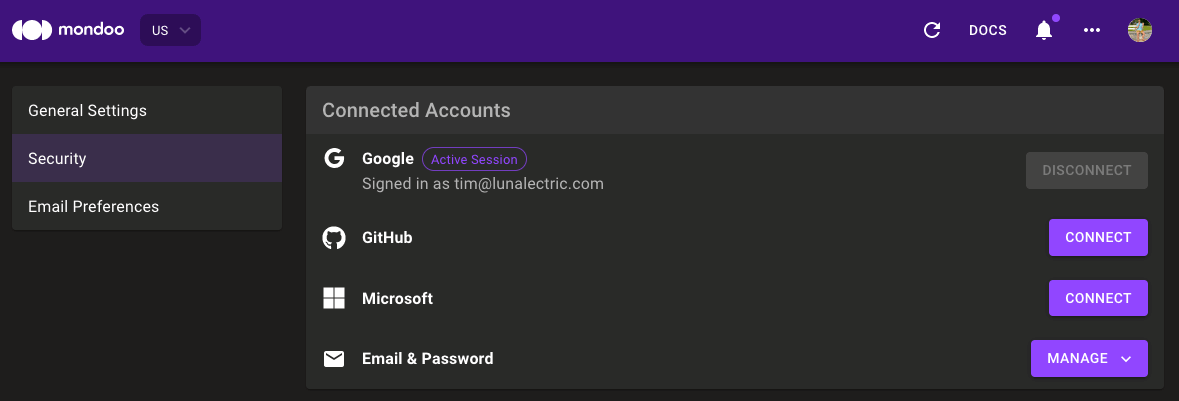 mondoo
US
DOCS
General Settings
Security
Email Preferences
Connected Accounts
Google Active Session
Signed in as tim@lunalectric.com
DISCONNECT
GitHub
CONNECT
Microsoft
CONNECT
Email & Password
MANAGE